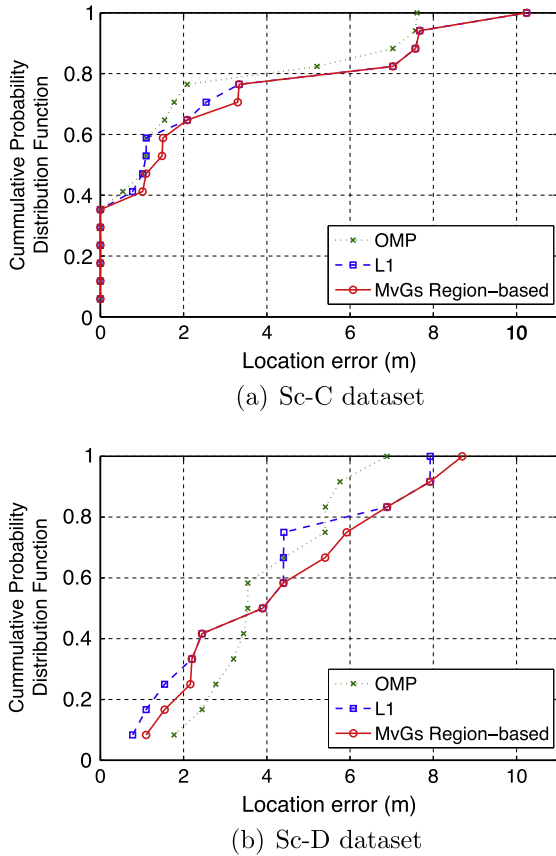 1
0.8
0.6
0.4
0.2
0
Cummulative Probability
Distribution Function
OMP
L1
MvGs Region-based
0 2 4 6 8 10
Location error (m)
(a) Sc-C dataset
1
0.8
0.6
0.4
0.2
0
Cummulative Probability
Distribution Function
OMP
L1
MvGs Region-based
0 2 4 6 8 10
Location error (m)
(b) Sc-D dataset